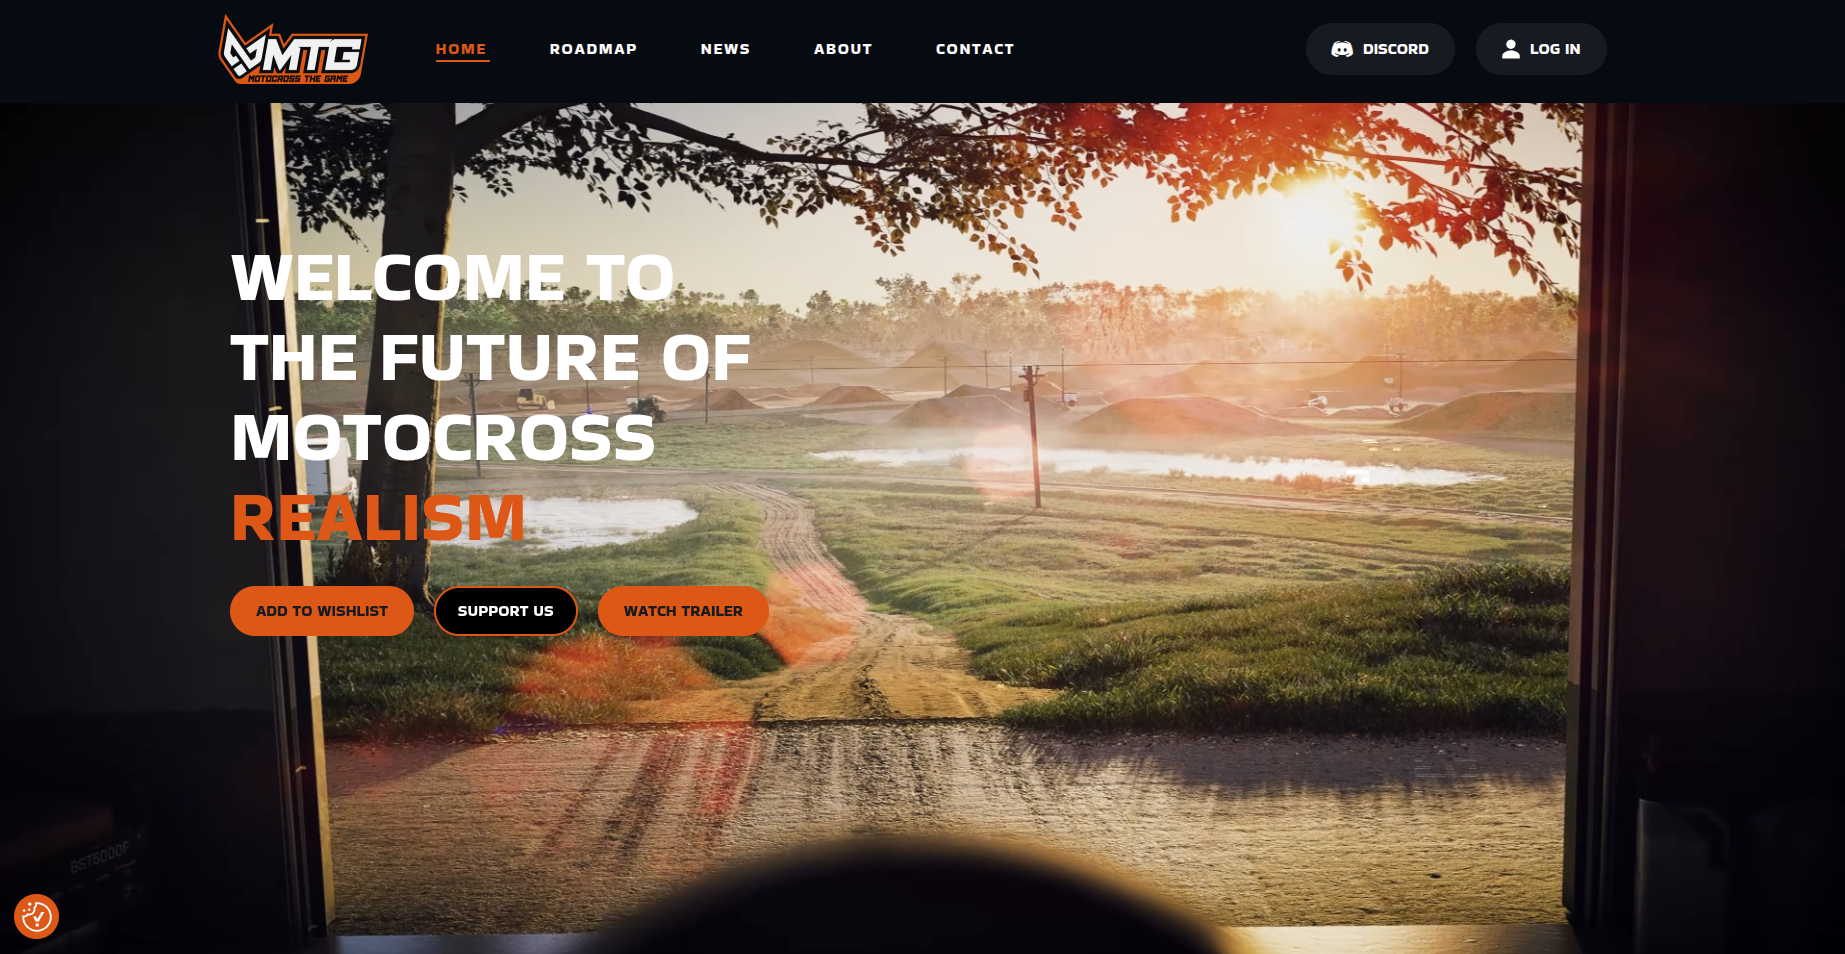 MTG
MOTOCROSS THE GAME
HOME
ROADMAP
NEWS
ABOUT
CONTACT
DISCORD
LOG IN
WELCOME TO
THE FUTURE OF
MOTOCROSS
REALISM
ADD TO WISHLIST
SUPPORT US
WATCH TRAILER
BST6000F